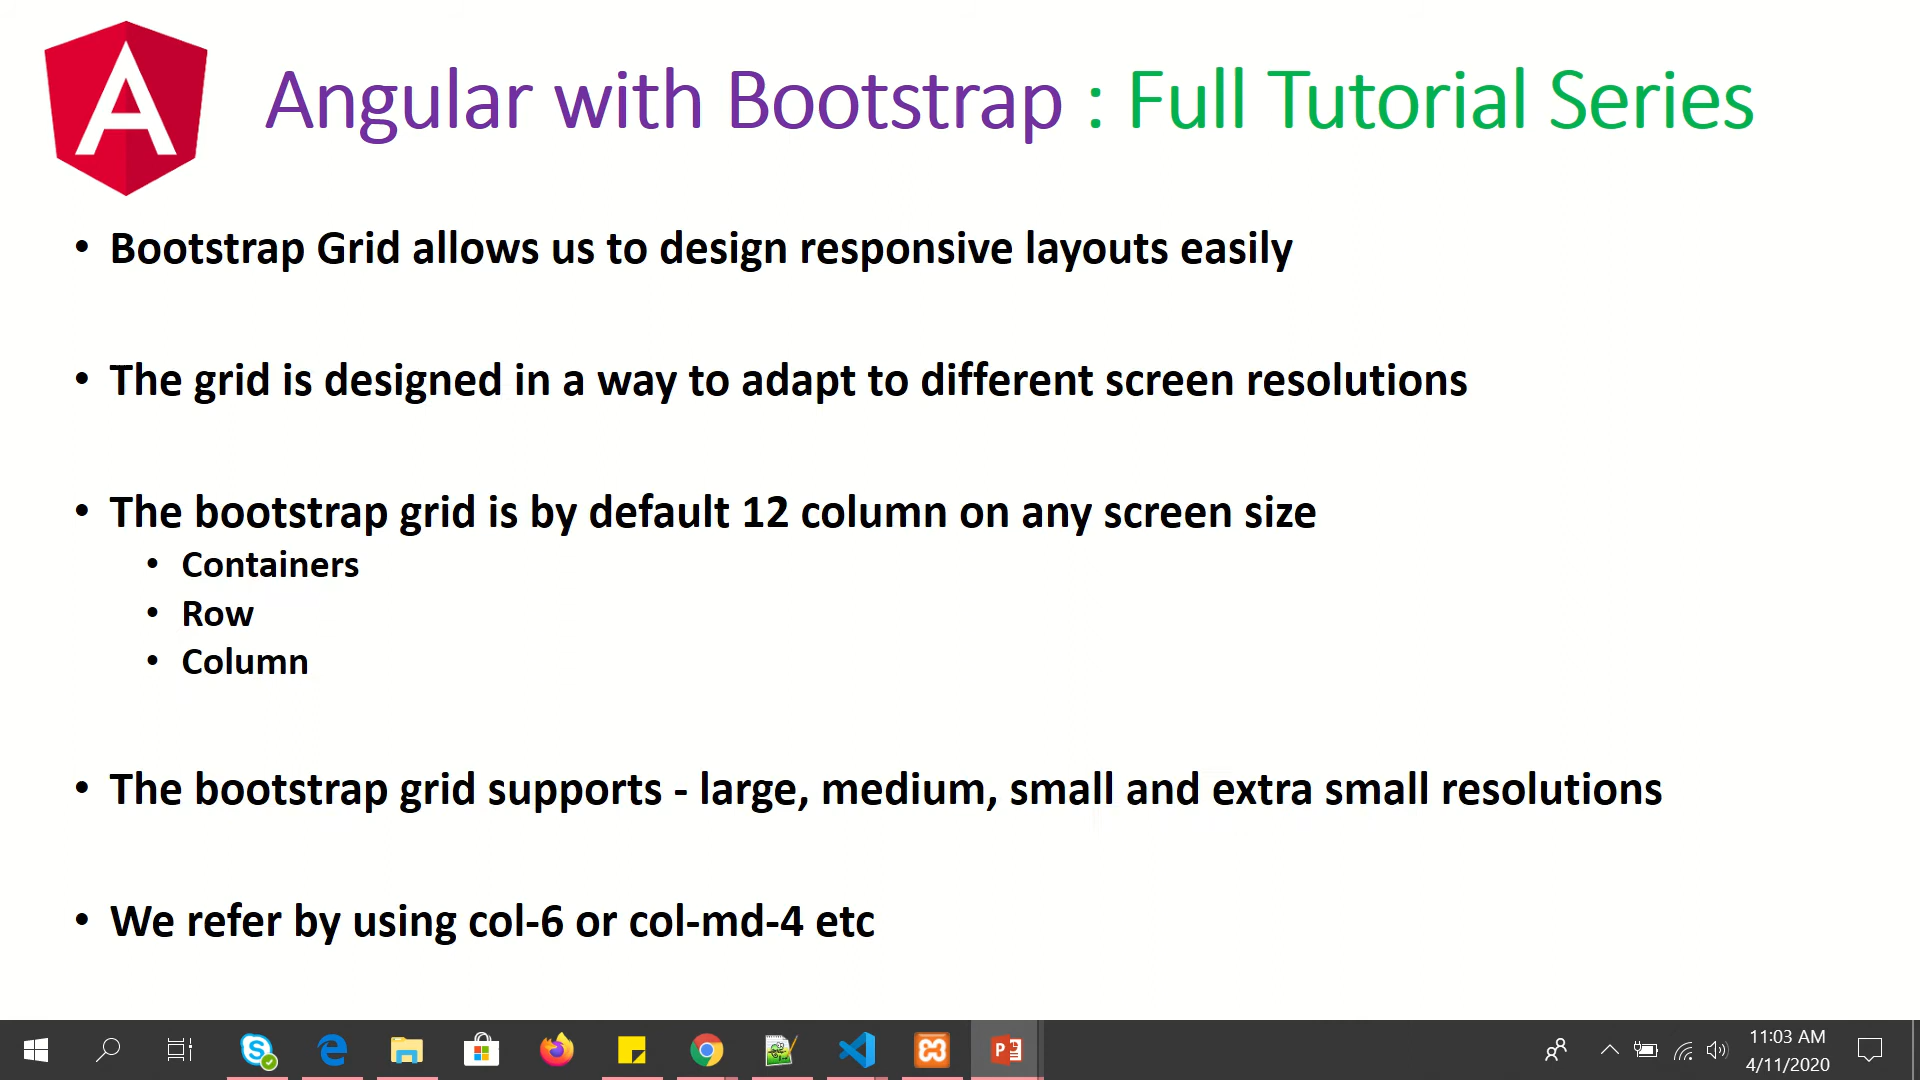 Angular with Bootstrap : Full Tutorial Series
• Bootstrap Grid allows us to design responsive layouts easily
• The grid is designed in a way to adapt to different screen resolutions
• The bootstrap grid is by default 12 column on any screen size
• Containers
• Row
• Column
• The bootstrap grid supports - large, medium, small and extra small resolutions
• We refer by using col-6 or col-md-4 etc
11:03 AM
4/11/2020